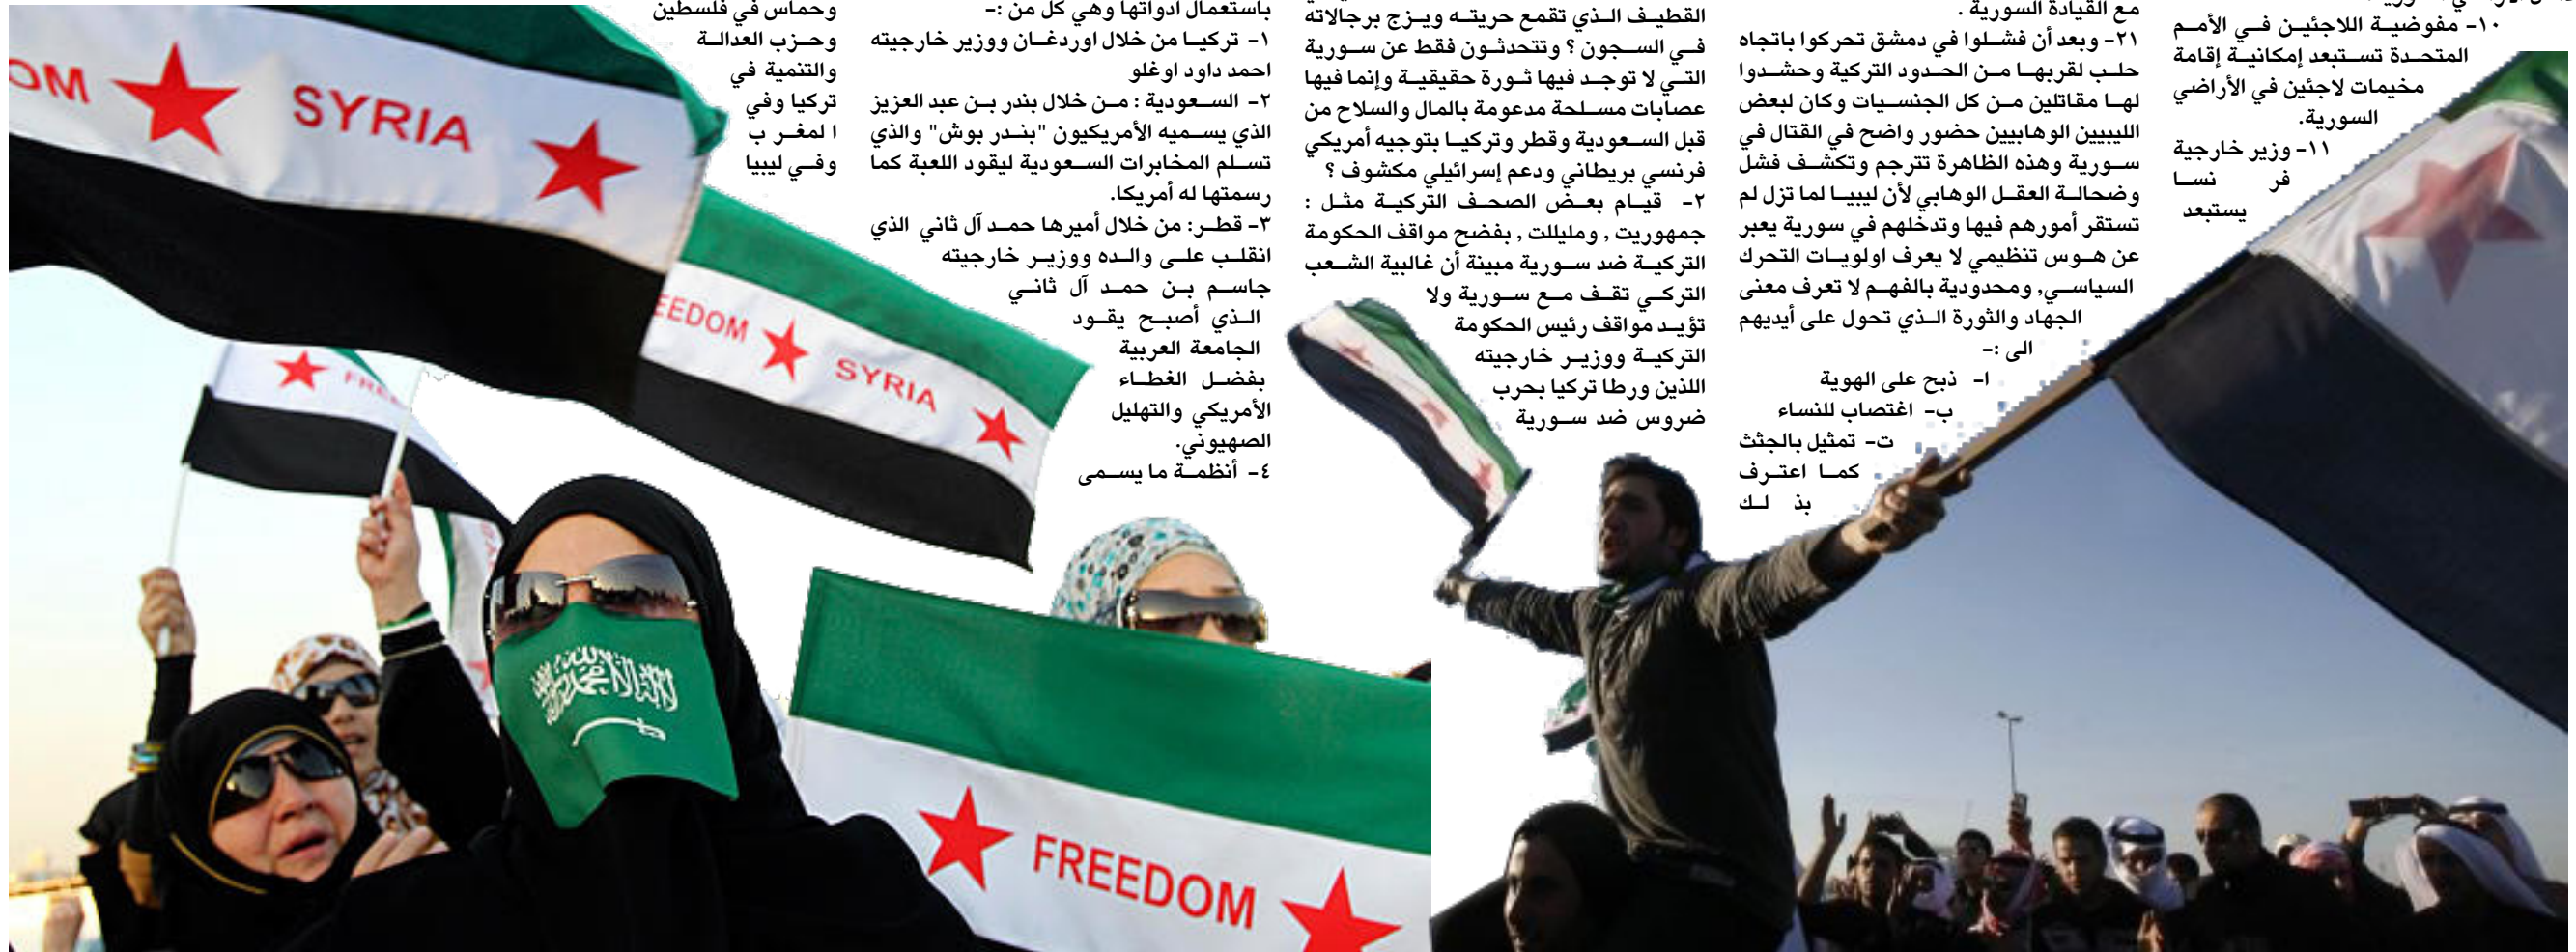 ١٠- مفوضية اللاجئين في الأمم
المتحدة تستبعد إمكانية إقامة
مخيمات لاجئين في الأراضي
السورية.
١١- وزير خارجية
فر نسا
يستبعد
مع القيادة السورية .
٢١- وبعد أن فشلوا في دمشق تحركوا باتجاه
حلب لقربها من الحدود التركية وحشدوا
لها مقاتلين من كل الجنسيات وكان لبعض
الليبيين الوهابيين حضور واضح في القتال في
سورية وهذه الظاهرة تترجم وتكشف فشل
وضحالة العقل الوهابي لأن ليبيا لما تزل لم
تستقر أمورهم فيها وتدخلهم في سورية يعبر
عن هوس تنظيمي لا يعرف اولويات التحرك
السياسي, ومحدودية بالفهم لا تعرف معنى
الجهاد والثورة الذي تحول على أيديهم
الى :-
ا- ذبح على الهوية
ب- اغتصاب للنساء
ت- تمثيل بالجثث
كما اعترف
بذ لك
القطيف الذي تقمع حريته ويزج برجالاته
في السجون ؟ وتتحدثون فقط عن سورية
التي لا توجد فيها ثورة حقيقية وإنما فيها
عصابات مسلحة مدعومة بالمال والسلاح من
قبل السعودية وقطر وتركيا بتوجيه أمريكي
فرنسي بريطاني ودعم إسرائيلي مكشوف ؟
٢- قيام بعض الصحف التركية مثل :
جمهوريت , ومليللت , بفضح مواقف الحكومة
التركية ضد سورية مبينة أن غالبية الشعب
التركي تقف مع سورية ولا
تؤيد مواقف رئيس الحكومة
التركية ووزير خارجيته
اللذين ورطا تركيا بحرب
ضروس ضد سورية
باستعمال ادواتها وهي كل من :-
١- تركيا من خلال اوردغان ووزير خارجيته
احمد داود اوغلو
٢- السعودية : من خلال بندر بن عبد العزيز
الذي يسميه الأمريكيون "بندر بوش" والذي
تسلم المخابرات السعودية ليقود اللعبة كما
رسمتها له أمريكا.
٣- قطر: من خلال أميرها حمد آل ثاني الذي
انقلب على والده ووزير خارجيته
جاسم بن حمد آل ثاني
الذي أصبح يقود
الجامعة العربية
بفضل الغطاء
الأمريكي والتهليل
الصهيوني.
٤- أنظمة ما يسمى
وحماس في فلسطين
وحزب العدالة
والتنمية في
تركيا وفي
ا لمغر ب
وفي ليبيا
OM SYRIA
EEDOM SYRIA
FREE
لا إله إلا الله محمد رسول الله
FREEDOM